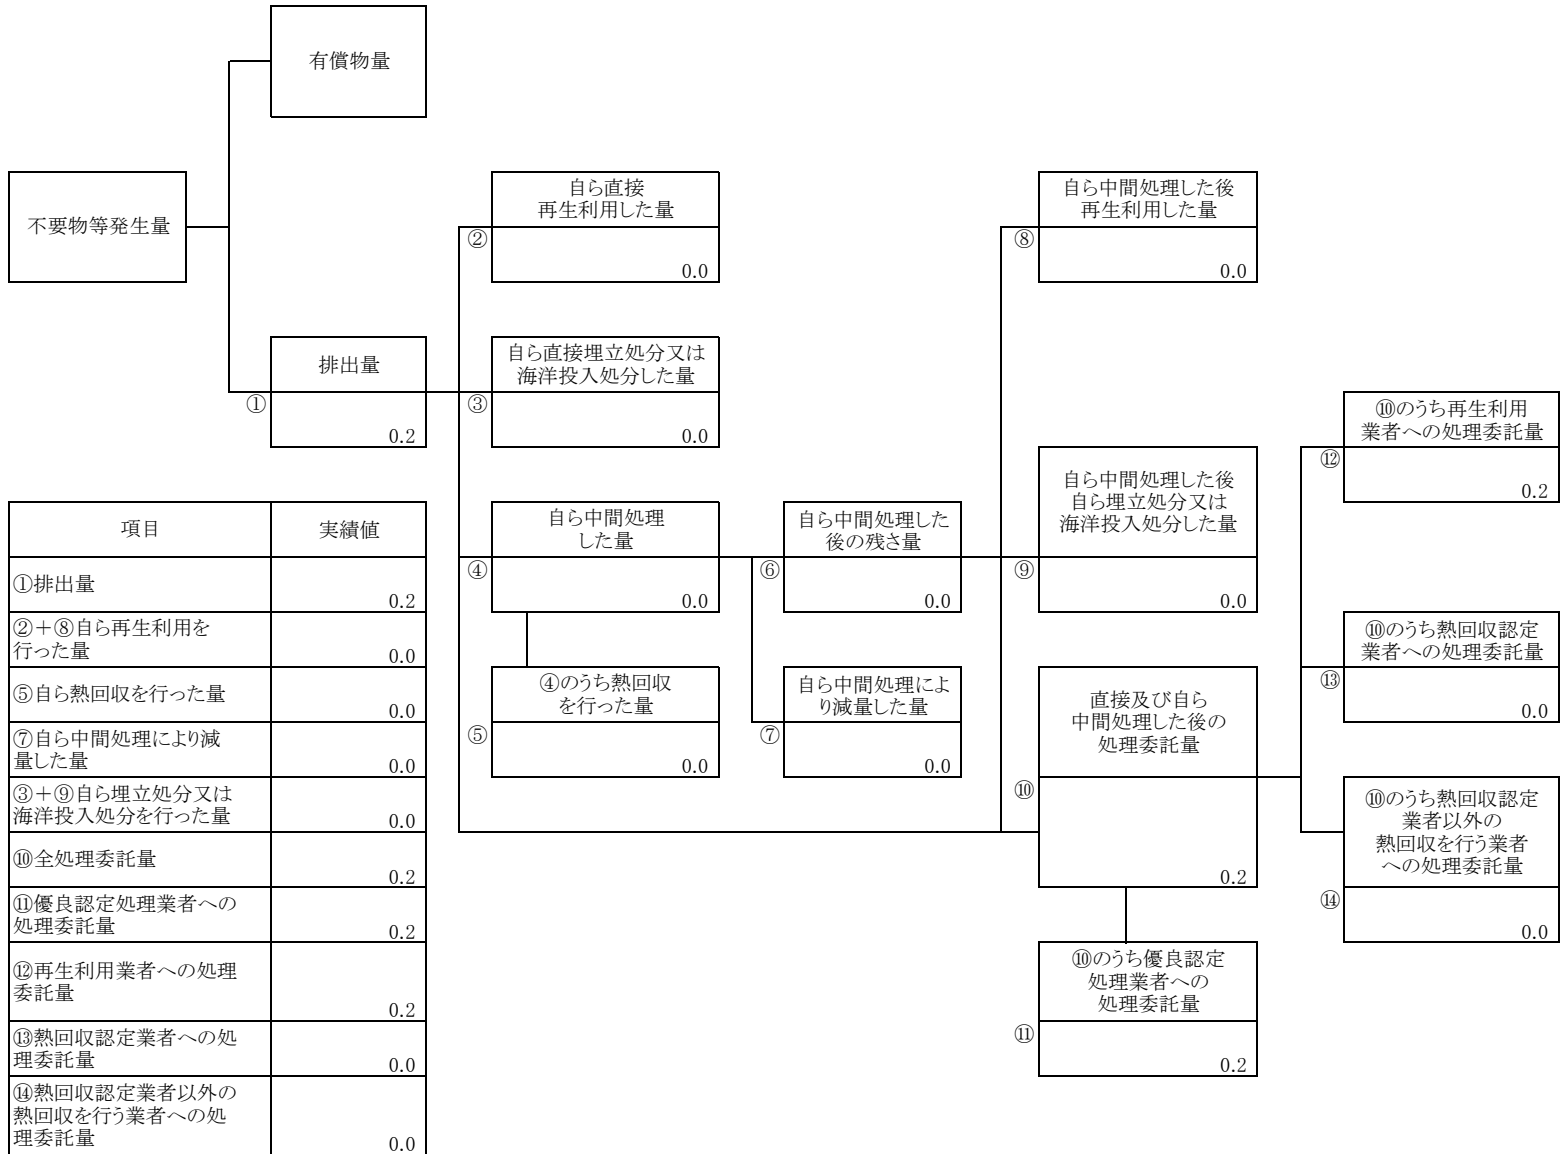 有償物量
不要物等発生量
排出量
①
0.2
自ら直接
再生利用した量
②
0.0
自ら直接埋立処分又は
海洋投入処分した量
③
0.0
自ら中間処理
した量
④
0.0
④のうち熱回収
を行った量
⑤
0.0
自ら中間処理した
後の残さ量
⑥
0.0
自ら中間処理によ
り減量した量
⑦
0.0
自ら中間処理した後
再生利用した量
⑧
0.0
自ら中間処理した後
自ら埋立処分又は
海洋投入処分した量
⑨
0.0
直接及び自ら
中間処理した後の
処理委託量
⑩
0.2
⑩のうち優良認定
処理業者への
処理委託量
⑪
0.2
⑩のうち再生利用
業者への処理委託量
⑫
0.2
⑩のうち熱回収認定
業者への処理委託量
⑬
0.0
⑩のうち熱回収認定
業者以外の
熱回収を行う業者
への処理委託量
⑭
0.0
項目 実績値
①排出量
0.2
②＋⑧自ら再生利用を
行った量
0.0
⑤自ら熱回収を行った量
0.0
⑦自ら中間処理により減
量した量
0.0
③＋⑨自ら埋立処分又は
海洋投入処分を行った量
0.0
⑩全処理委託量
0.2
⑪優良認定処理業者への
処理委託量
0.2
⑫再生利用業者への処理
委託量
0.2
⑬熱回収認定業者への処
理委託量
0.0
⑭熱回収認定業者以外の
熱回収を行う業者への処
理委託量
0.0